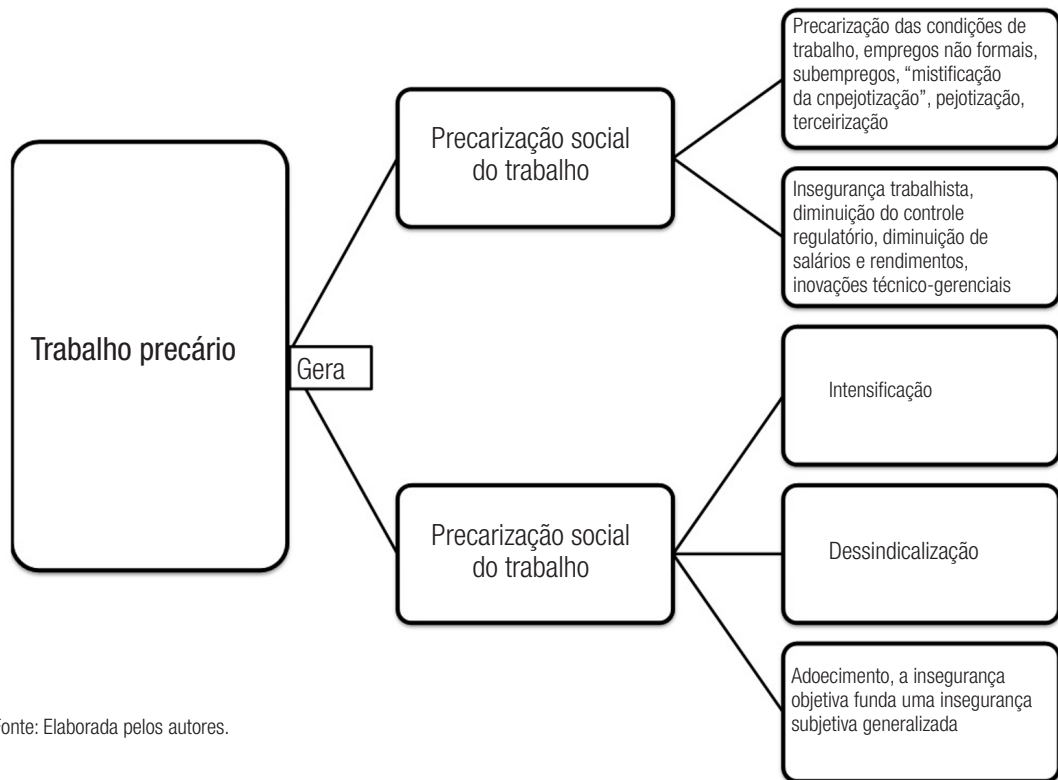 Trabalho precário
Gera
Precarização social
do trabalho
Precarização das condições de
trabalho, empregos não formais,
subempregos, “mistificação
da cnpejotização”, pejotização,
terceirização
Insegurança trabalhista,
diminuição do controle
regulatório, diminuição de
salários e rendimentos,
inovações técnico-gerenciais
Precarização social
do trabalho
Intensificação
Dessindicalização
Adoecimento, a insegurança
objetiva funda uma insegurança
subjetiva generalizada
Fonte: Elaborada pelos autores.